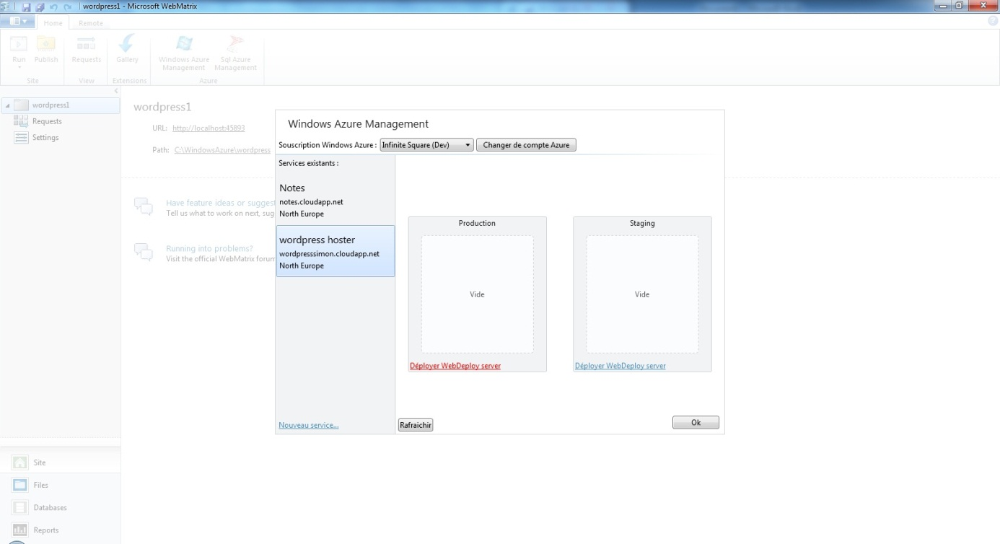 wordpress1 - Microsoft WebMatrix
Home
Remote
Run
Publish
Requests
Gallery
Windows Azure
Management
Sql Azure
Management
Site
View
Extensions
Azure
wordpress1
Requests
Settings
wordpress1
URL: http://localhost:45893
Path: C:\WindowsAzure\wordpress
Have feature ideas or suggest
Tell us what to work on next, sug
Running into problems?
Visit the official WebMatrix forum
Windows Azure Management
Souscription Windows Azure : Infinite Square (Dev) Changer de compte Azure
Services existants :
Notes
notes.cloudapp.net
North Europe
wordpress hoster
wordpresssimon.cloudapp.net
North Europe
Nouveau service...
Production
Vide
Déployer WebDeploy server
Staging
Vide
Déployer WebDeploy server
Rafraichir
Ok
Site
Files
Databases
Reports